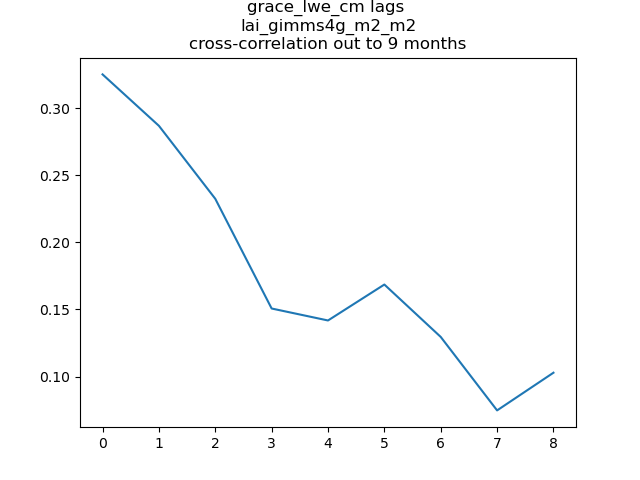 grace_lwe_cm lags
lai_gimms4g_m2_m2
cross-correlation out to 9 months
0.30
0.25
0.20
0.15
0.10
0 1 2 3 4 5 6 7 8